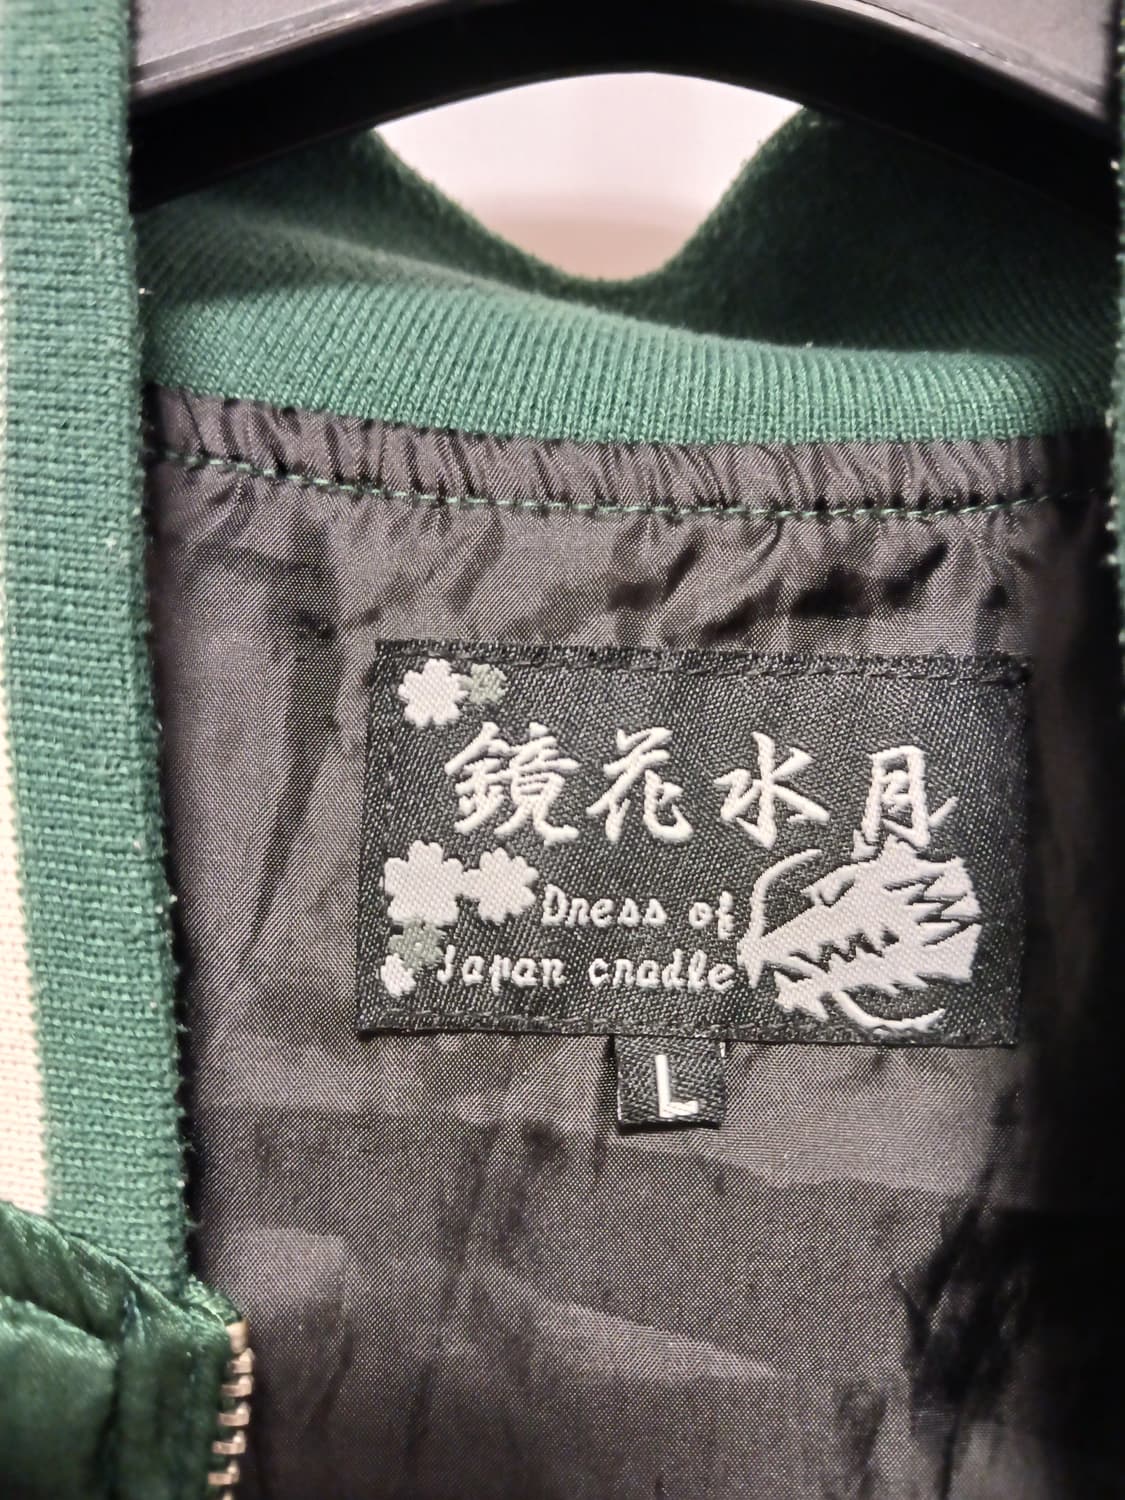 鏡花水月
Dress of
Japan cradle
L